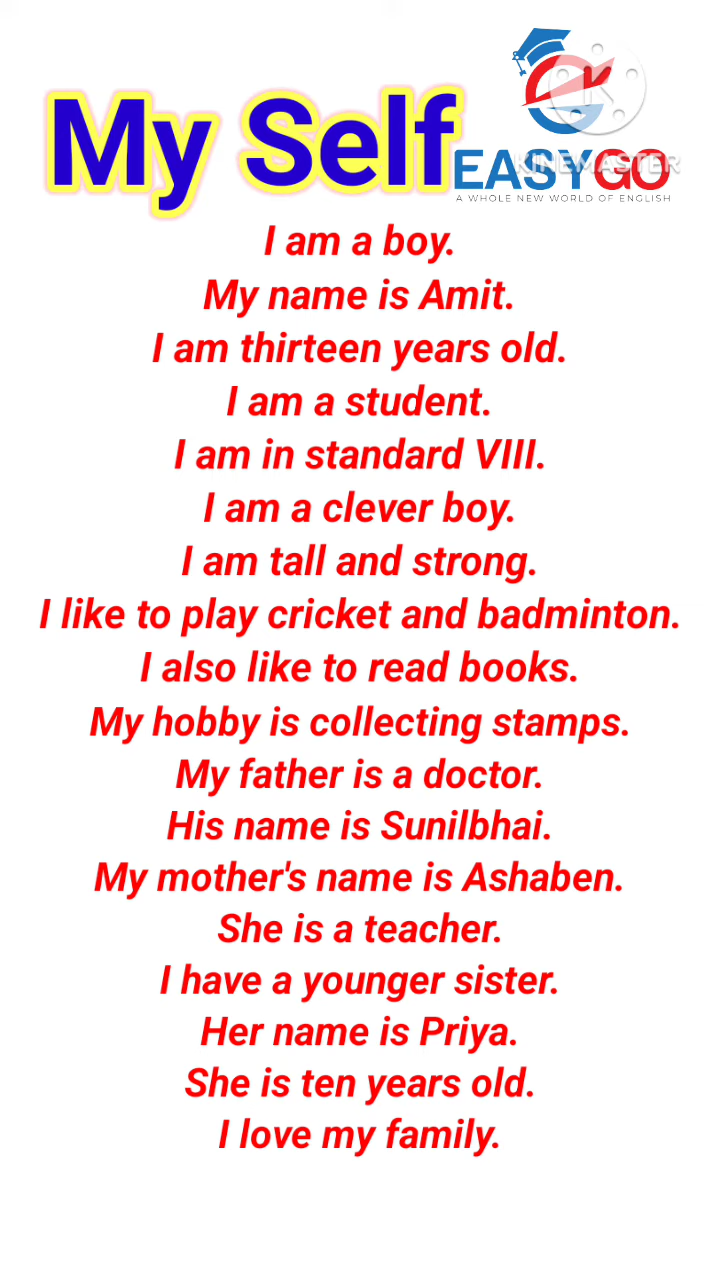 My Self
KINEMASTER
EASYGO
A WHOLE NEW WORLD OF ENGLISH
I am a boy.
My name is Amit.
I am thirteen years old.
I am a student.
I am in standard VIII.
I am a clever boy.
I am tall and strong.
I like to play cricket and badminton.
I also like to read books.
My hobby is collecting stamps.
My father is a doctor.
His name is Sunilbhai.
My mother's name is Ashaben.
She is a teacher.
I have a younger sister.
Her name is Priya.
She is ten years old.
I love my family.